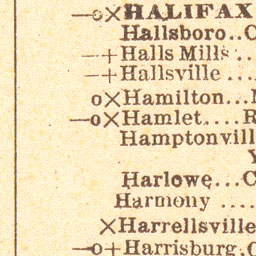 —o×HALIFAX
Hallsboro..C
—+Halls Mills..
—+Hallsville ...
o×Hamilton...
—o×Hamlet....R
Hamptonvill
Y
Harlowe...C
Harmony ....
×Harrellsville
—o+Harrisburg.C